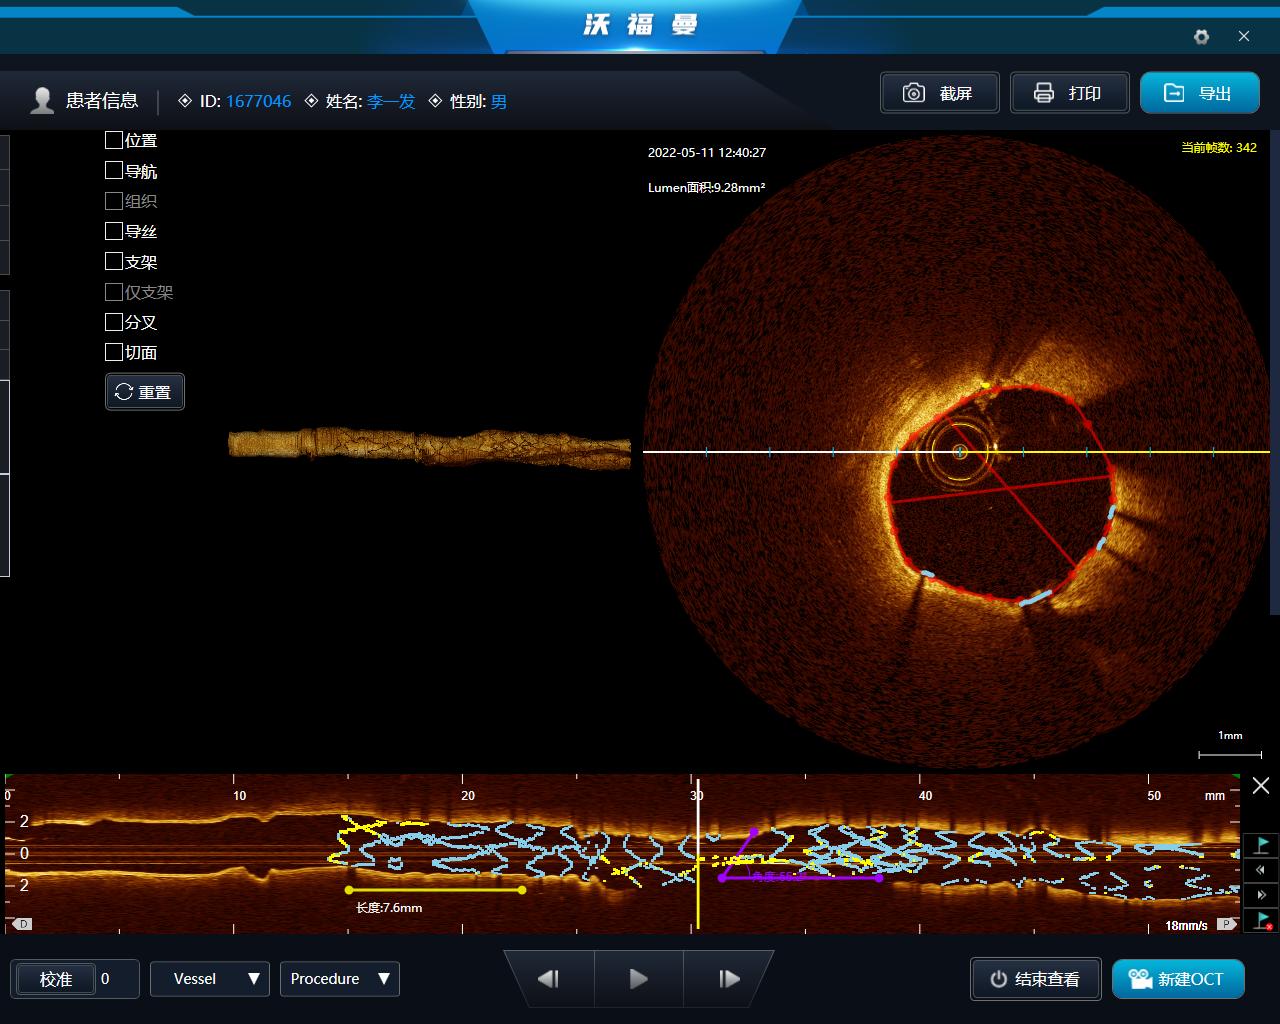 沃福曼
患者信息 ID: 1677046 姓名: 李一发 性别: 男
截屏 打印 导出
位置
导航
组织
导丝
支架
仅支架
分叉
切面
重置
2022-05-11 12:40:27
Lumen面积:9.28mm²
当前帧数: 342
1mm
0 10 20 30 40 50 mm
2
0
2
长度:7.6mm
18mm/s
D
P
校准 0 Vessel Procedure
结束查看 新建OCT